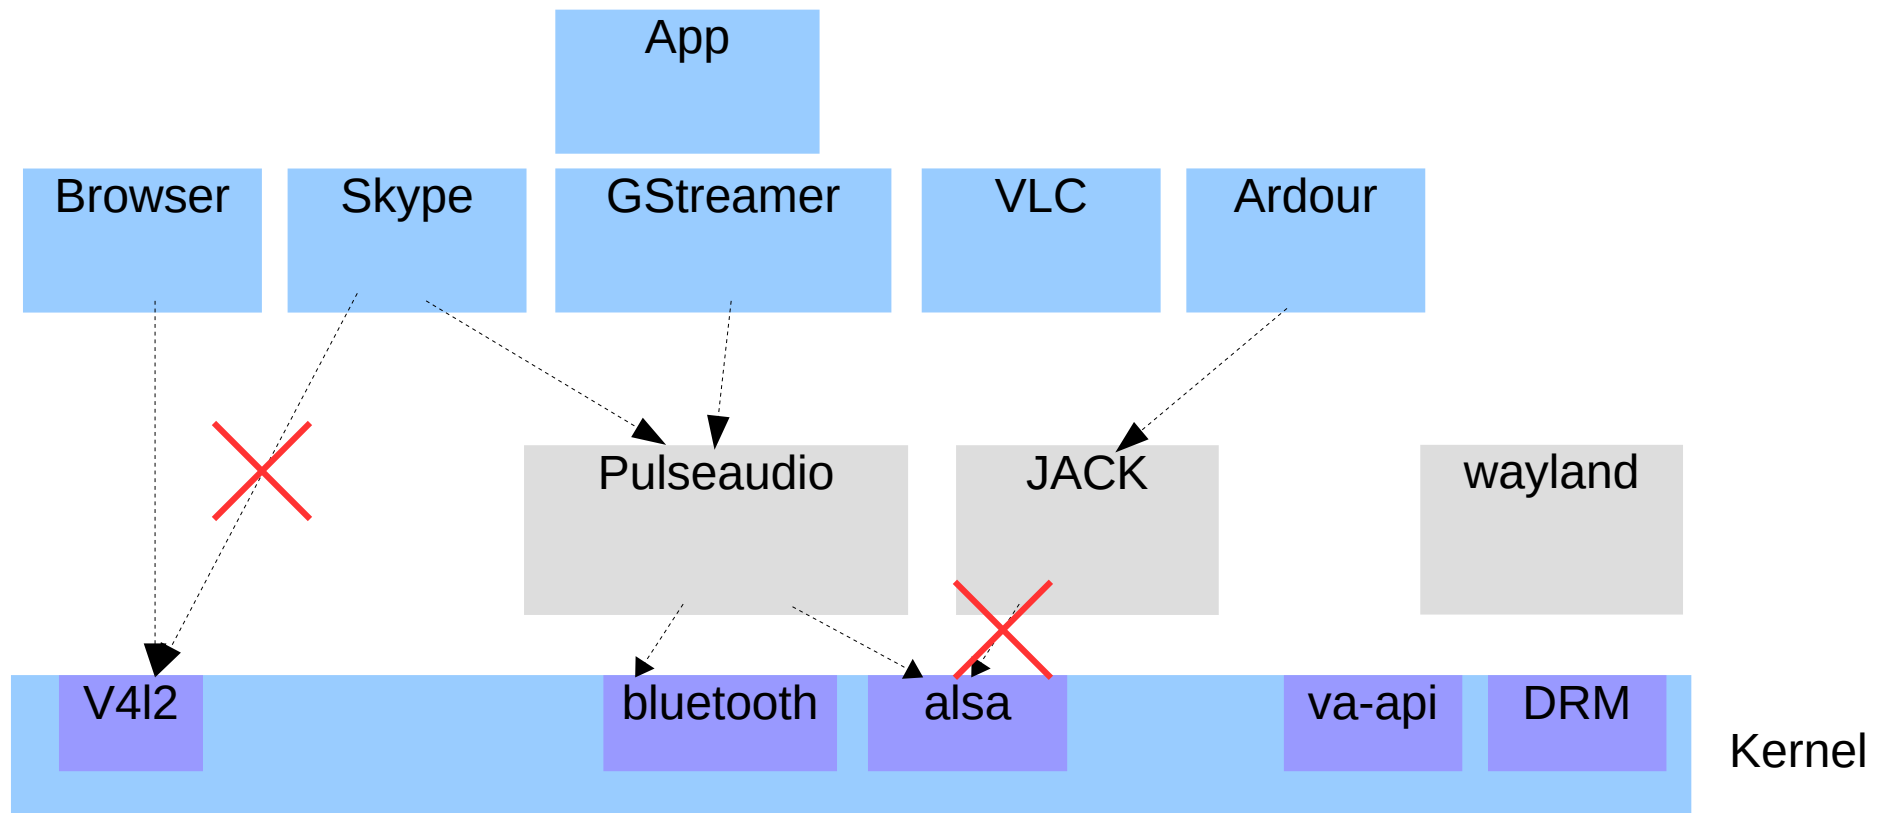 App
Browser
Skype
GStreamer
VLC
Ardour
Pulseaudio
JACK
wayland
V4l2
bluetooth
alsa
va-api
DRM
Kernel